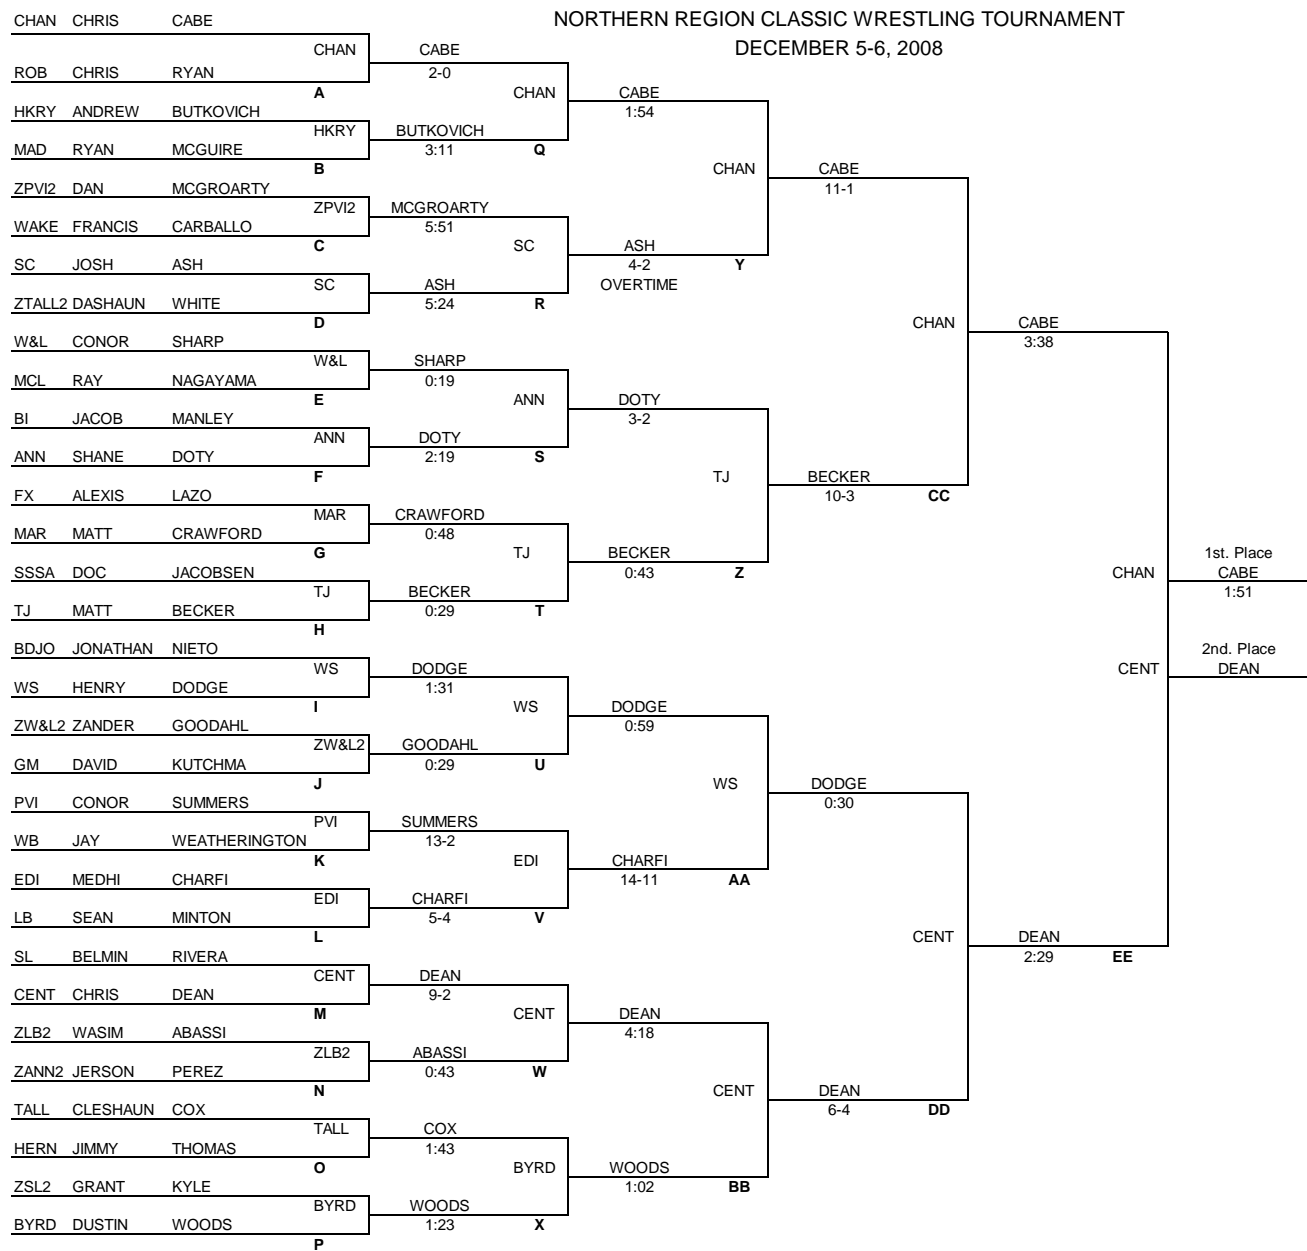 NORTHERN REGION CLASSIC WRESTLING TOURNAMENT
DECEMBER 5-6, 2008
CHAN CHRIS CABE
ROB CHRIS RYAN
HKRY ANDREW BUTKOVICH
MAD RYAN MCGUIRE
ZPVI2 DAN MCGROARTY
WAKE FRANCIS CARBALLO
SC JOSH ASH
ZTALL2 DASHAUN WHITE
W&L CONOR SHARP
MCL RAY NAGAYAMA
BI JACOB MANLEY
ANN SHANE DOTY
FX ALEXIS LAZO
MAR MATT CRAWFORD
SSSA DOC JACOBSEN
TJ MATT BECKER
BDJO JONATHAN NIETO
WS HENRY DODGE
ZW&L2 ZANDER GOODAHL
GM DAVID KUTCHMA
PVI CONOR SUMMERS
WB JAY WEATHERINGTON
EDI MEDHI CHARFI
LB SEAN MINTON
SL BELMIN RIVERA
CENT CHRIS DEAN
ZLB2 WASIM ABASSI
ZANN2 JERSON PEREZ
TALL CLESHAUN COX
HERN JIMMY THOMAS
ZSL2 GRANT KYLE
BYRD DUSTIN WOODS
CHAN CABE
2-0
A
HKRY BUTKOVICH
3:11
B
ZPVI2 MCGROARTY
5:51
C
SC ASH
5:24
D
W&L SHARP
0:19
E
ANN DOTY
2:19
F
MAR CRAWFORD
0:48
G
TJ BECKER
0:29
H
WS DODGE
1:31
I
ZW&L2 GOODAHL
0:29
J
PVI SUMMERS
13-2
K
EDI CHARFI
5-4
L
CENT DEAN
9-2
M
ZLB2 ABASSI
0:43
N
TALL COX
1:43
O
BYRD WOODS
1:23
P
CHAN CABE
1:54
Q
SC ASH
4-2
OVERTIME
R
ANN DOTY
3-2
S
TJ BECKER
0:43
T
WS DODGE
0:59
U
EDI CHARFI
14-11
V
CENT DEAN
4:18
W
BYRD WOODS
1:02
X
CHAN CABE
11-1
Y
TJ BECKER
10-3
Z
WS DODGE
0:30
AA
CENT DEAN
6-4
BB
CHAN CABE
3:38
CC
CENT DEAN
2:29
DD
EE
1st. Place
CHAN CABE
1:51
2nd. Place
CENT DEAN